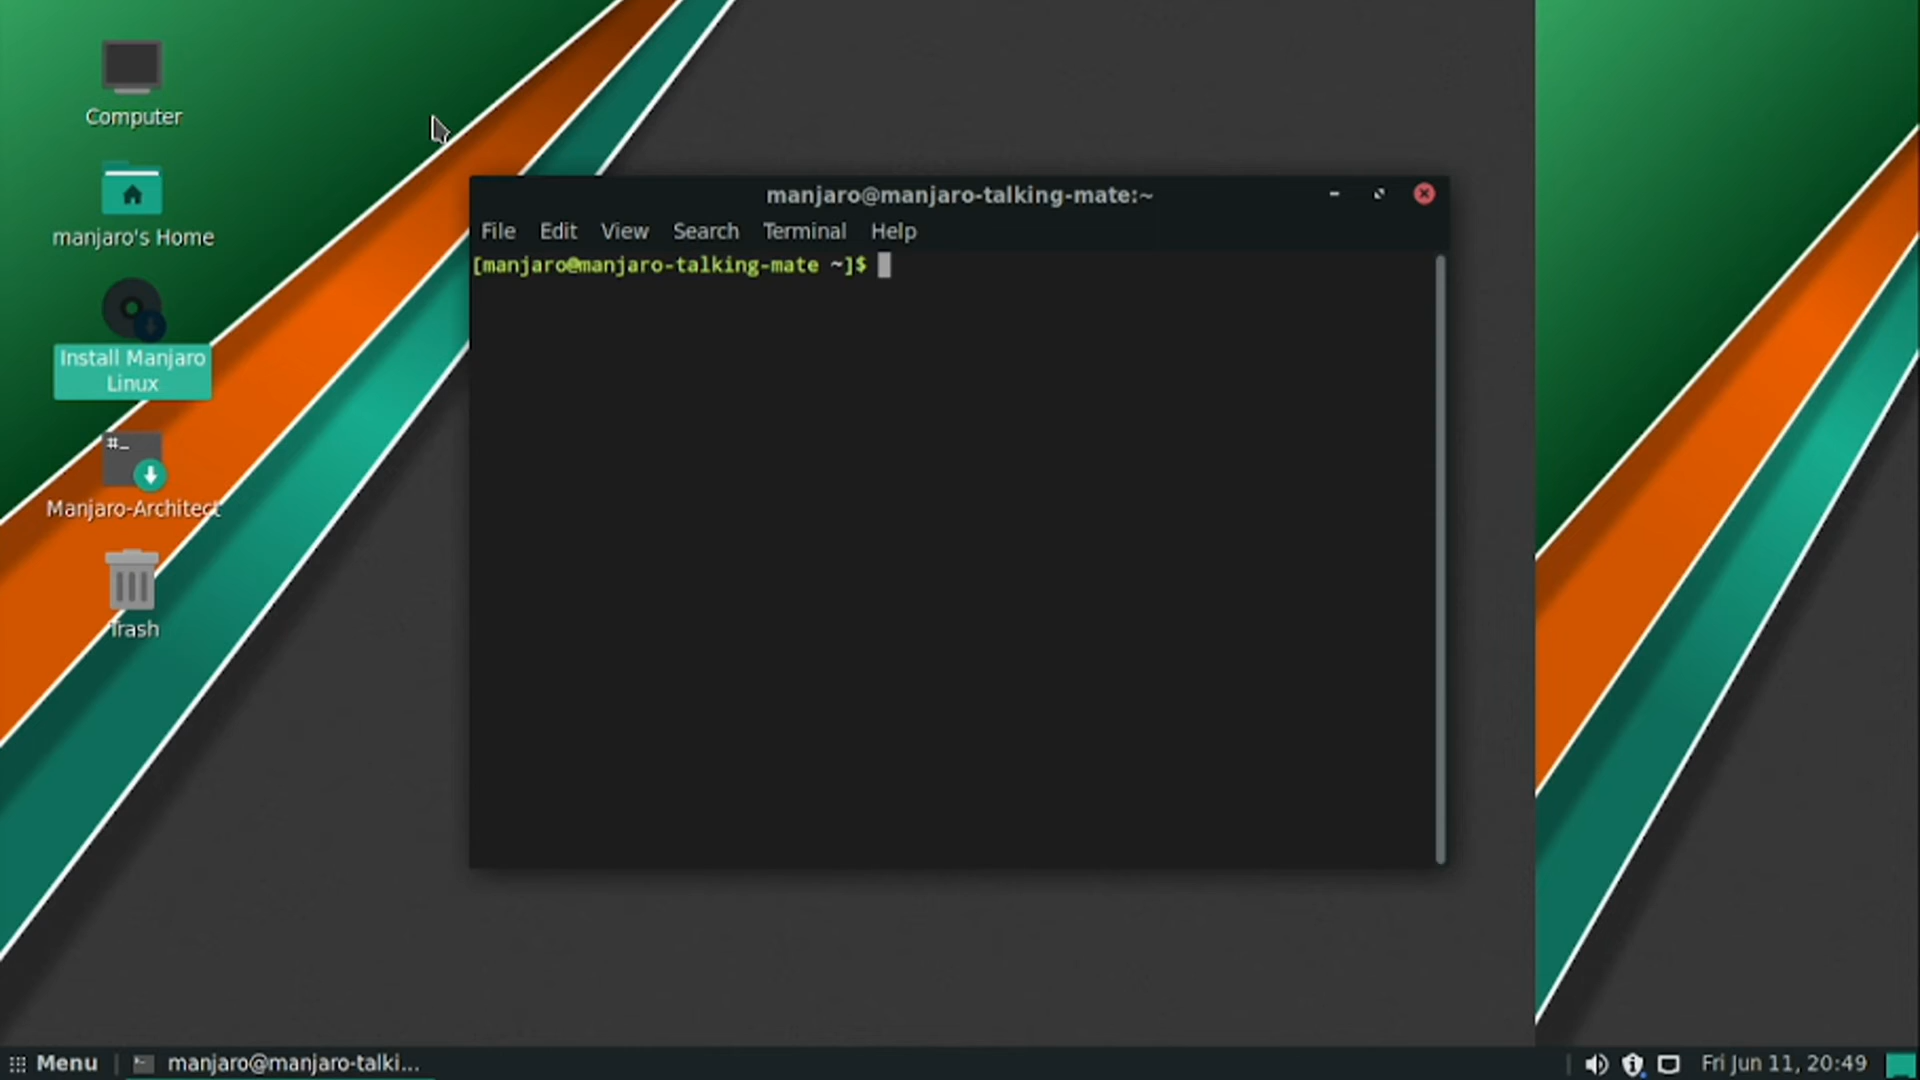 Computer
manjaro's Home
Install Manjaro
Linux
#_
Manjaro-Architect
Trash
manjaro@manjaro-talking-mate:~
File Edit View Search Terminal Help
[manjaro@manjaro-talking-mate ~]$
Menu
manjaro@manjaro-talki...
Fri Jun 11, 20:49